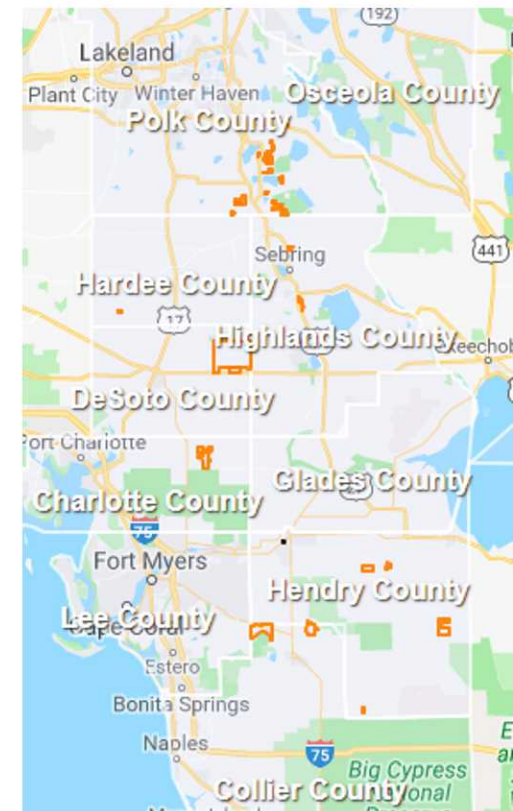 192
Lakeland
Plant City
Winter Haven
Osceola County
Polk County
441
Sebring
Hardee County
17
Highlands County
DeSoto County
Glades County
Charlotte County
75
Fort Myers
Hendry County
Lee County
Cape Coral
Estero
Bonita Springs
Naples
75
Big Cypress
Collier County